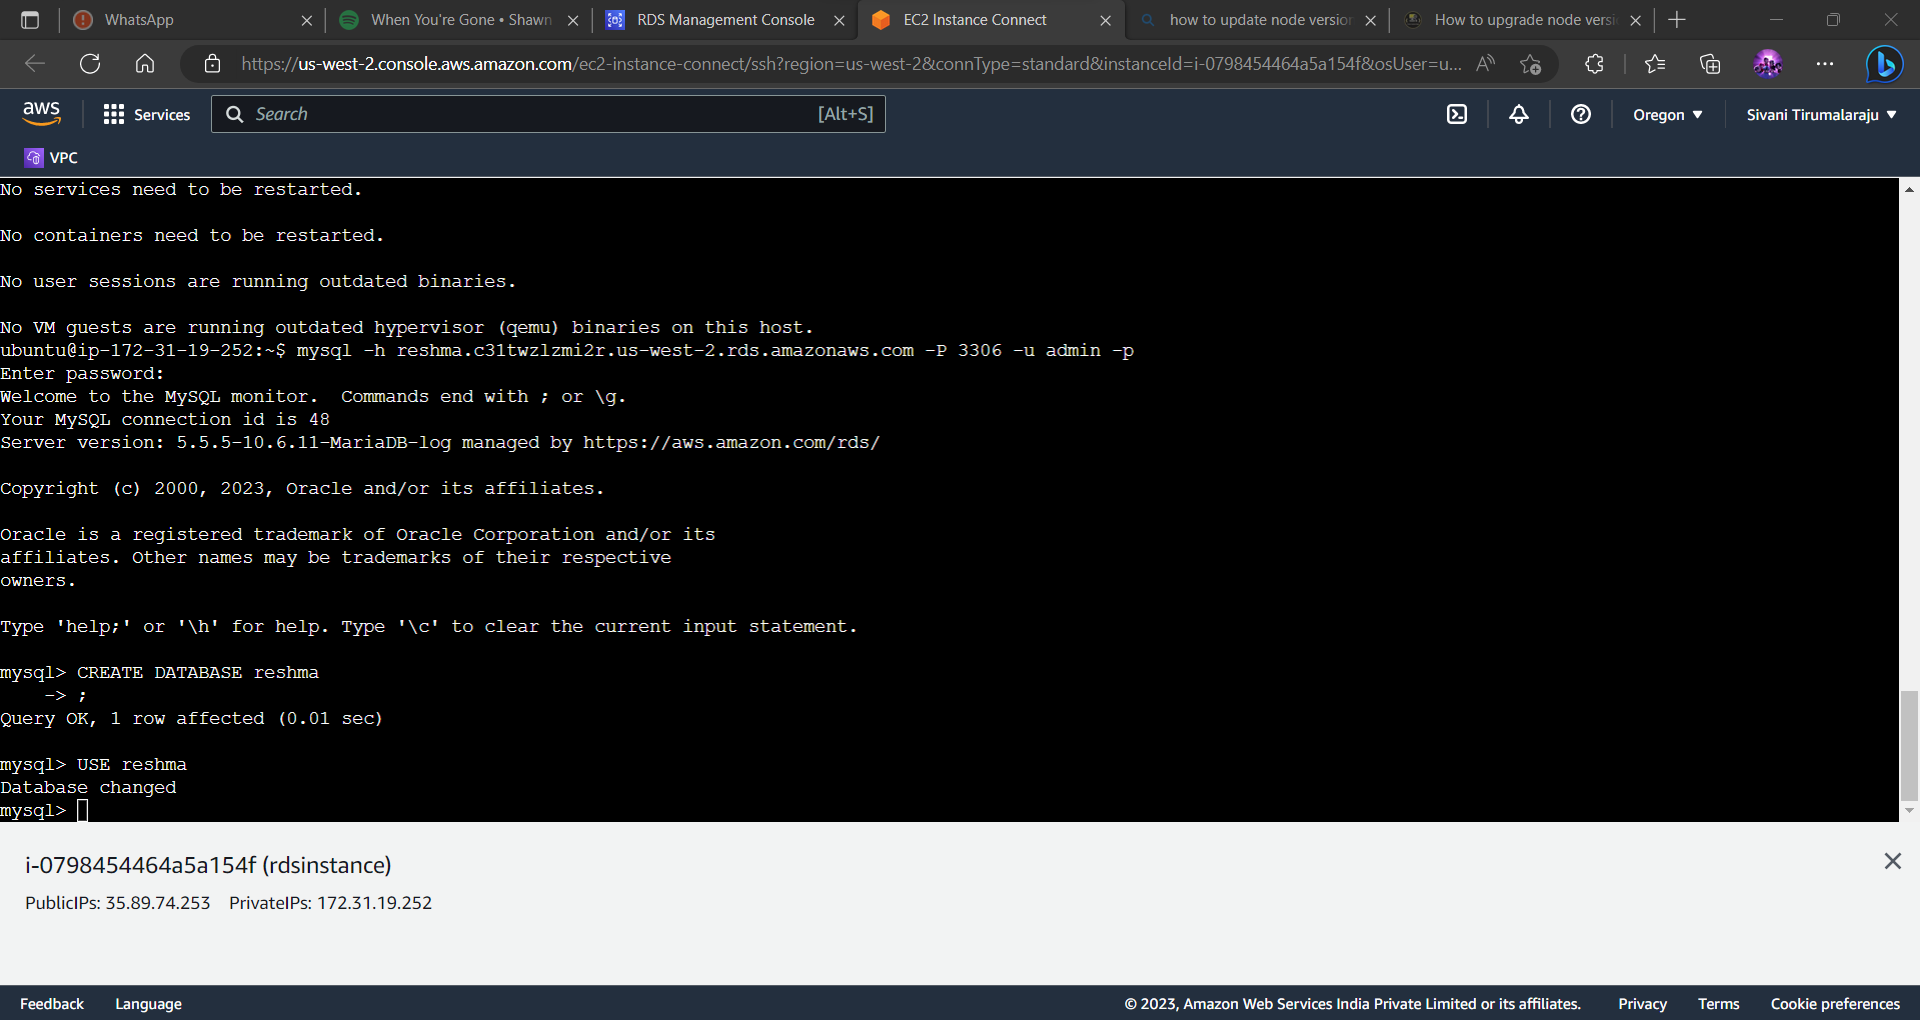 WhatsApp
When You're Gone • Shawn
RDS Management Console
EC2 Instance Connect
how to update node version
How to upgrade node versi
https://us-west-2.console.aws.amazon.com/ec2-instance-connect/ssh?region=us-west-2&connType=standard&instanceId=i-0798454464a5a154f&osUser=u...
aws
Services
Search
[Alt+S]
Oregon
Sivani Tirumalaraju
VPC
No services need to be restarted.
No containers need to be restarted.
No user sessions are running outdated binaries.
No VM guests are running outdated hypervisor (qemu) binaries on this host.
ubuntu@ip-172-31-19-252:~$ mysql -h reshma.c31twzlzmi2r.us-west-2.rds.amazonaws.com -P 3306 -u admin -p
Enter password:
Welcome to the MySQL monitor.  Commands end with ; or \g.
Your MySQL connection id is 48
Server version: 5.5.5-10.6.11-MariaDB-log managed by https://aws.amazon.com/rds/
Copyright (c) 2000, 2023, Oracle and/or its affiliates.
Oracle is a registered trademark of Oracle Corporation and/or its
affiliates. Other names may be trademarks of their respective
owners.
Type 'help;' or '\h' for help. Type '\c' to clear the current input statement.
mysql> CREATE DATABASE reshma
    -> ;
Query OK, 1 row affected (0.01 sec)
mysql> USE reshma
Database changed
mysql>
i-0798454464a5a154f (rdsinstance)
PublicIPs: 35.89.74.253 PrivateIPs: 172.31.19.252
Feedback Language
© 2023, Amazon Web Services India Private Limited or its affiliates. Privacy Terms Cookie preferences